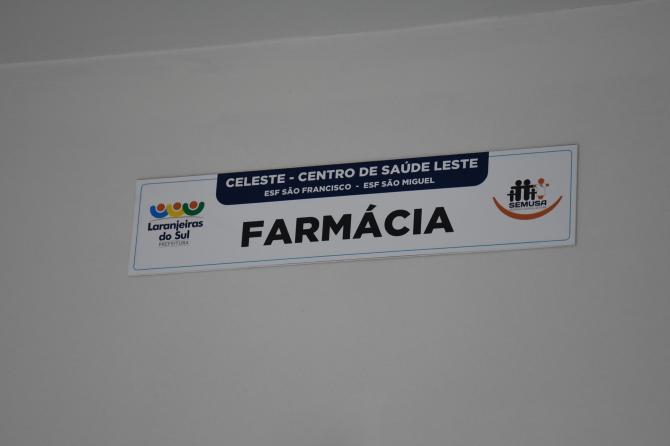 CELESTE - CENTRO DE SAÚDE LESTE
ESF SÃO FRANCISCO - ESF SÃO MIGUEL
Laranjeiras
do Sul
PREFEITURA
FARMÁCIA
SEMUSA